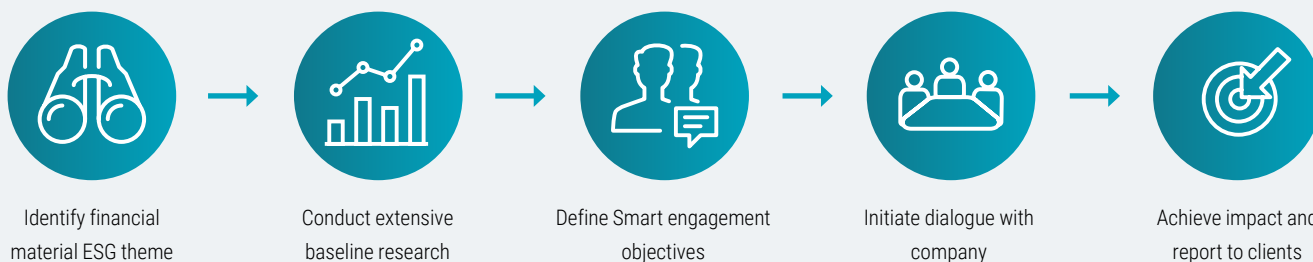 Identify financial
material ESG theme
Conduct extensive
baseline research
Define Smart engagement
objectives
Initiate dialogue with
company
Achieve impact and
report to clients